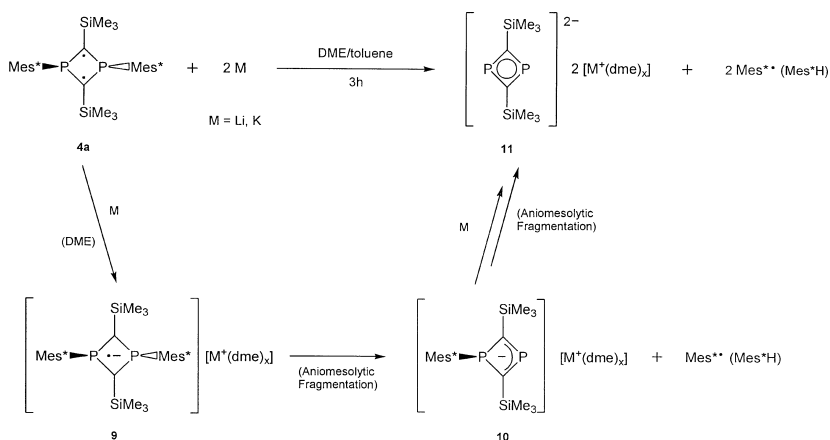 SiMe3
Mes* P P Mes* + 2 M
SiMe3
M = Li, K
4a
DME/toluene
3h
SiMe3
P P
SiMe3
2−
2 [M+(dme)x] + 2 Mes*• (Mes*H)
11
M
(DME)
M
(Aniomesolytic
Fragmentation)
SiMe3
Mes* P •− P Mes* [M+(dme)x]
SiMe3
9
(Aniomesolytic
Fragmentation)
SiMe3
Mes* P − P [M+(dme)x] + Mes*• (Mes*H)
SiMe3
10